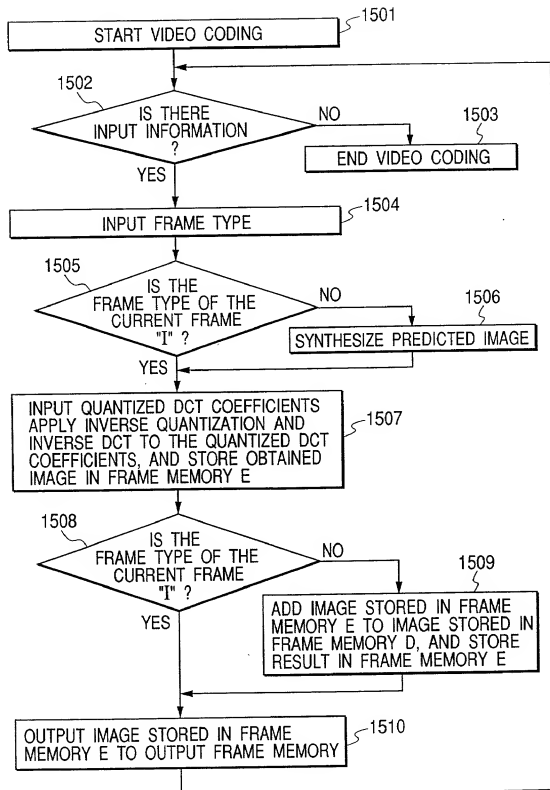 1501
START VIDEO CODING
1502
IS THERE
INPUT INFORMATION
?
NO
1503
END VIDEO CODING
YES
1504
INPUT FRAME TYPE
1505
IS THE
FRAME TYPE OF THE
CURRENT FRAME
"I" ?
NO
1506
SYNTHESIZE PREDICTED IMAGE
YES
INPUT QUANTIZED DCT COEFFICIENTS
APPLY INVERSE QUANTIZATION AND
INVERSE DCT TO THE QUANTIZED DCT
COEFFICIENTS, AND STORE OBTAINED
IMAGE IN FRAME MEMORY E
1507
1508
IS THE
FRAME TYPE OF THE
CURRENT FRAME
"I" ?
NO
1509
YES
ADD IMAGE STORED IN FRAME
MEMORY E TO IMAGE STORED IN
FRAME MEMORY D, AND STORE
RESULT IN FRAME MEMORY E
OUTPUT IMAGE STORED IN FRAME
MEMORY E TO OUTPUT FRAME MEMORY
1510